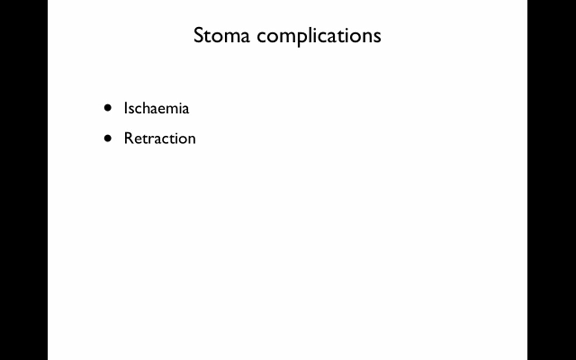 Stoma complications
• Ischaemia
• Retraction